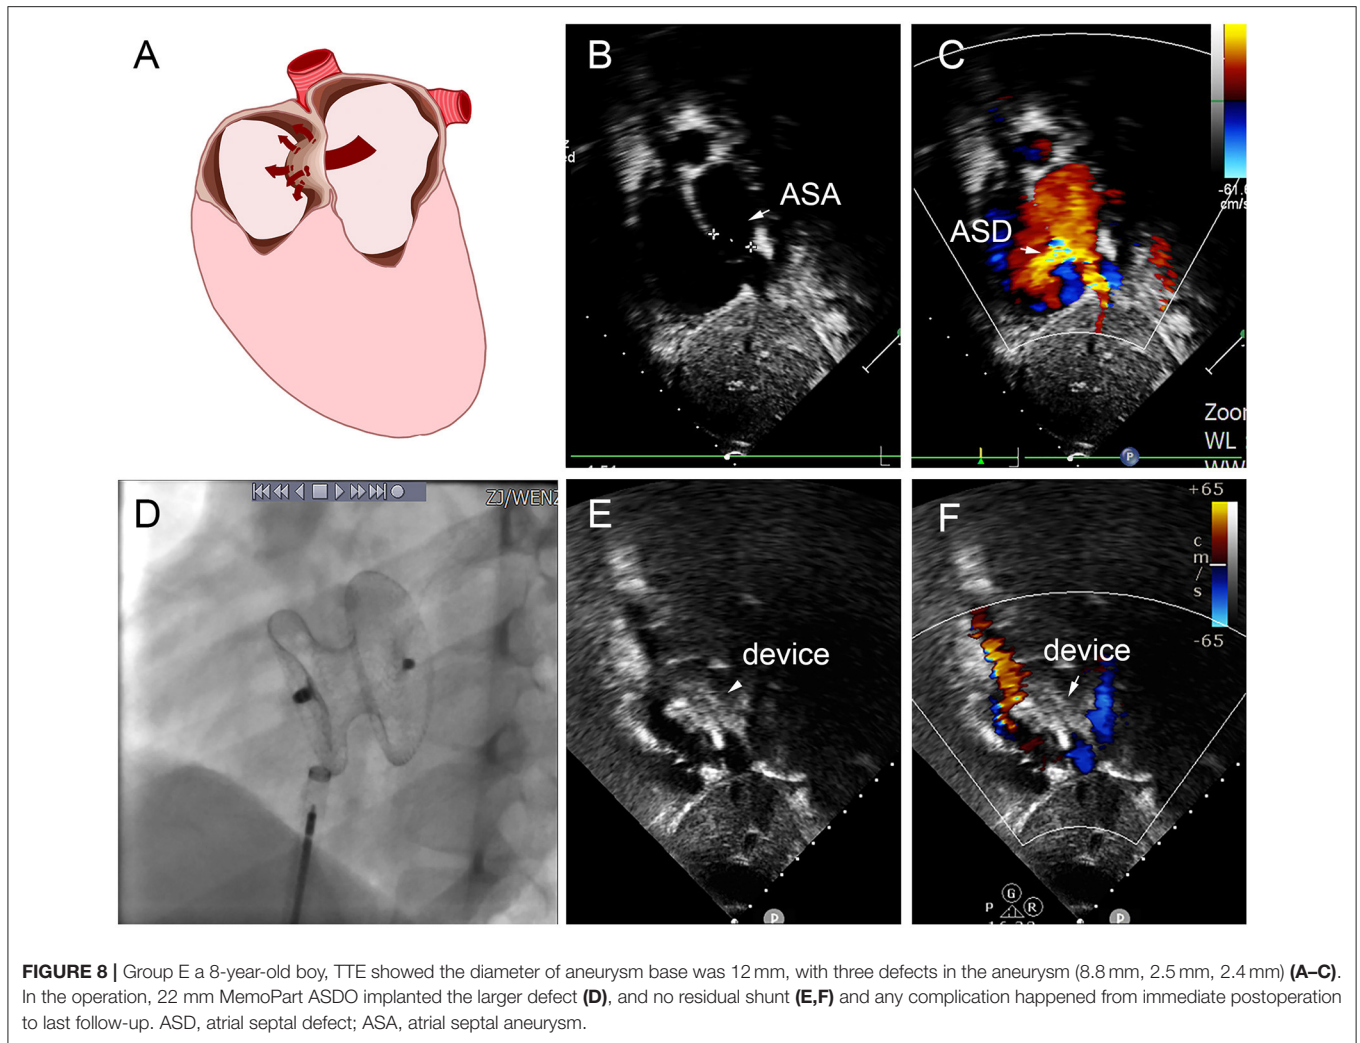 A
B
C
z
ed
ASA
ASD
-61.6
cm/s
Zoor
WL :
D
ZJ/WENZ
E
F
+65
c
m
/
s
-65
device
device
G
P
R
P
P
P
FIGURE 8 | Group E a 8-year-old boy, TTE showed the diameter of aneurysm base was 12 mm, with three defects in the aneurysm (8.8 mm, 2.5 mm, 2.4 mm) (A–C).
In the operation, 22 mm MemoPart ASDO implanted the larger defect (D), and no residual shunt (E,F) and any complication happened from immediate postoperation
to last follow-up. ASD, atrial septal defect; ASA, atrial septal aneurysm.